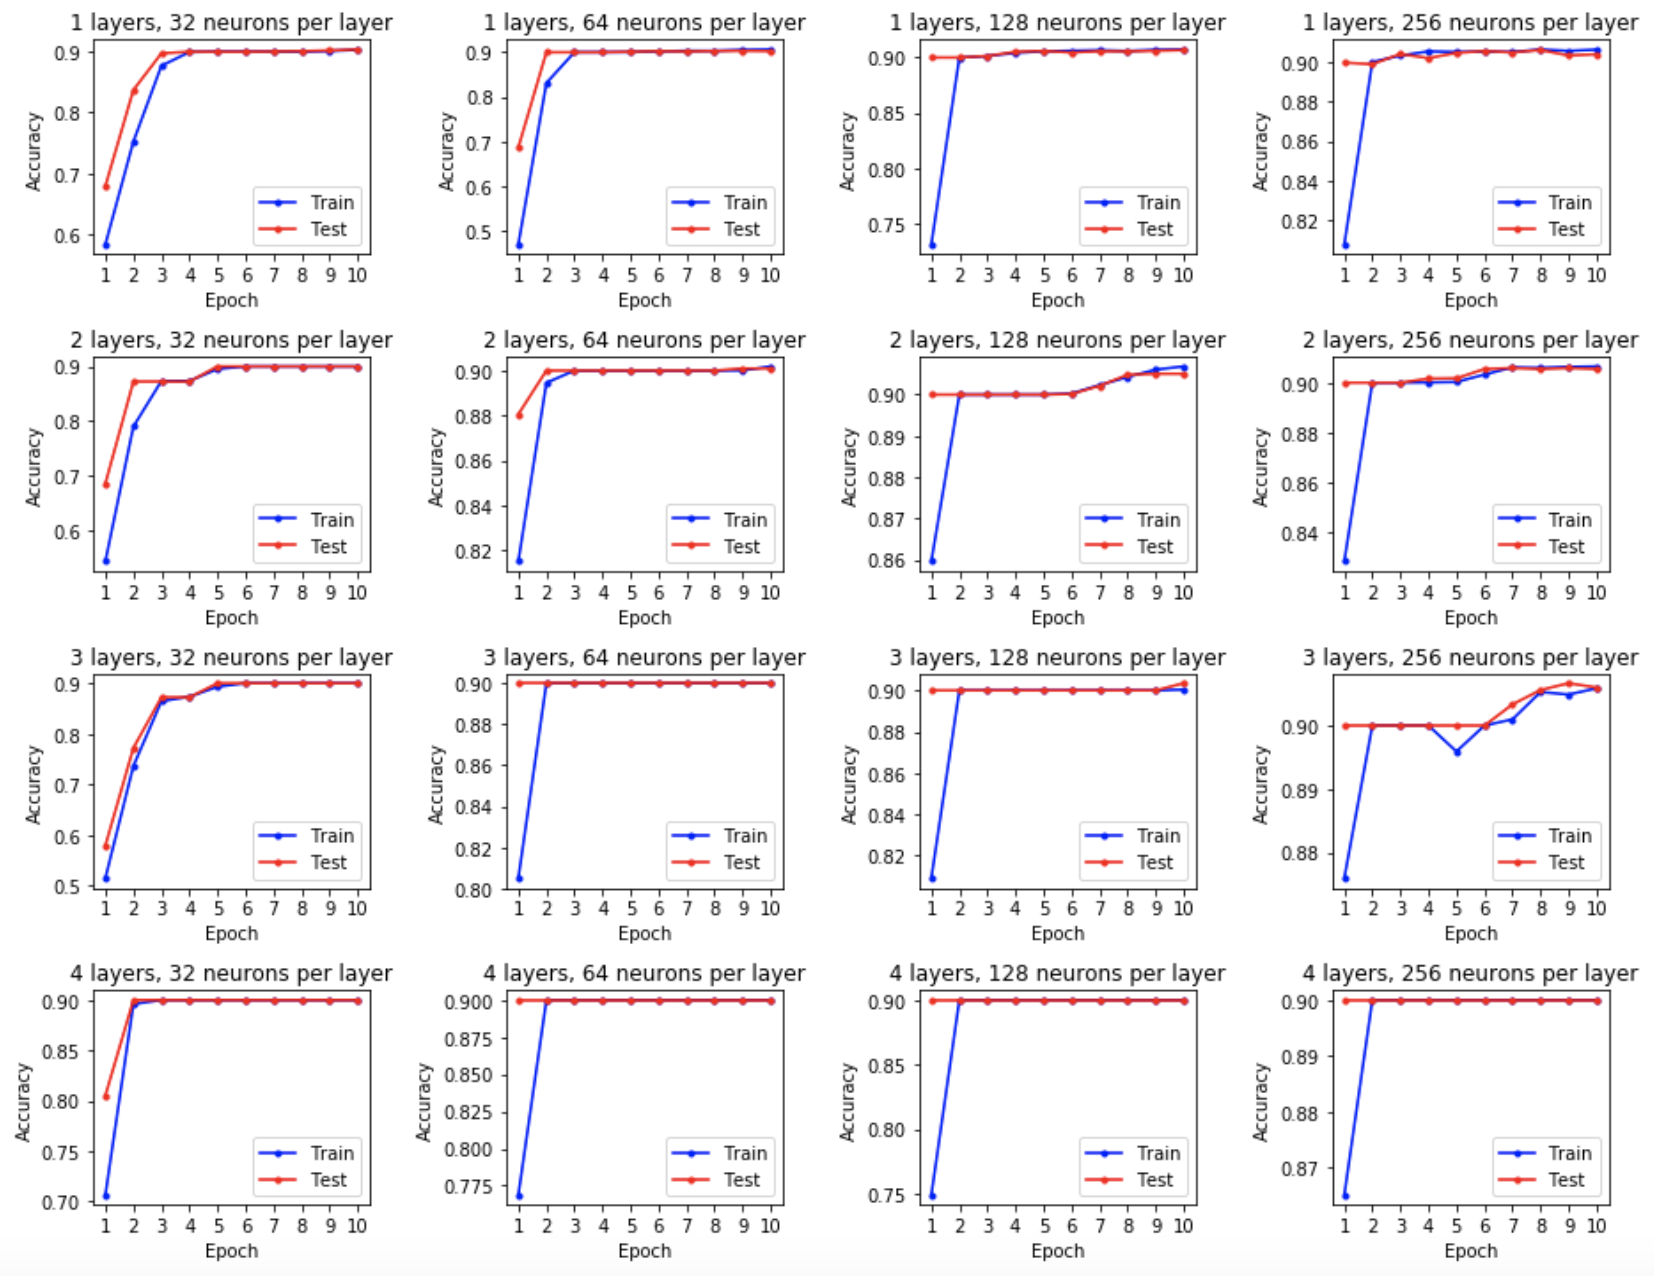 1 layers, 32 neurons per layer
0.9
0.8
0.7
0.6
Accuracy
Train
Test
1 2 3 4 5 6 7 8 9 10
Epoch
1 layers, 64 neurons per layer
0.9
0.8
0.7
0.6
0.5
Accuracy
Train
Test
1 2 3 4 5 6 7 8 9 10
Epoch
1 layers, 128 neurons per layer
0.90
0.85
0.80
0.75
Accuracy
Train
Test
1 2 3 4 5 6 7 8 9 10
Epoch
1 layers, 256 neurons per layer
0.90
0.88
0.86
0.84
0.82
Accuracy
Train
Test
1 2 3 4 5 6 7 8 9 10
Epoch
2 layers, 32 neurons per layer
0.9
0.8
0.7
0.6
Accuracy
Train
Test
1 2 3 4 5 6 7 8 9 10
Epoch
2 layers, 64 neurons per layer
0.90
0.88
0.86
0.84
0.82
Accuracy
Train
Test
1 2 3 4 5 6 7 8 9 10
Epoch
2 layers, 128 neurons per layer
0.90
0.89
0.88
0.87
0.86
Accuracy
Train
Test
1 2 3 4 5 6 7 8 9 10
Epoch
2 layers, 256 neurons per layer
0.90
0.88
0.86
0.84
Accuracy
Train
Test
1 2 3 4 5 6 7 8 9 10
Epoch
3 layers, 32 neurons per layer
0.9
0.8
0.7
0.6
0.5
Accuracy
Train
Test
1 2 3 4 5 6 7 8 9 10
Epoch
3 layers, 64 neurons per layer
0.90
0.88
0.86
0.84
0.82
0.80
Accuracy
Train
Test
1 2 3 4 5 6 7 8 9 10
Epoch
3 layers, 128 neurons per layer
0.90
0.88
0.86
0.84
0.82
Accuracy
Train
Test
1 2 3 4 5 6 7 8 9 10
Epoch
3 layers, 256 neurons per layer
0.90
0.89
0.88
Accuracy
Train
Test
1 2 3 4 5 6 7 8 9 10
Epoch
4 layers, 32 neurons per layer
0.90
0.85
0.80
0.75
0.70
Accuracy
Train
Test
1 2 3 4 5 6 7 8 9 10
Epoch
4 layers, 64 neurons per layer
0.900
0.875
0.850
0.825
0.800
0.775
Accuracy
Train
Test
1 2 3 4 5 6 7 8 9 10
Epoch
4 layers, 128 neurons per layer
0.90
0.85
0.80
0.75
Accuracy
Train
Test
1 2 3 4 5 6 7 8 9 10
Epoch
4 layers, 256 neurons per layer
0.90
0.89
0.88
0.87
Accuracy
Train
Test
1 2 3 4 5 6 7 8 9 10
Epoch